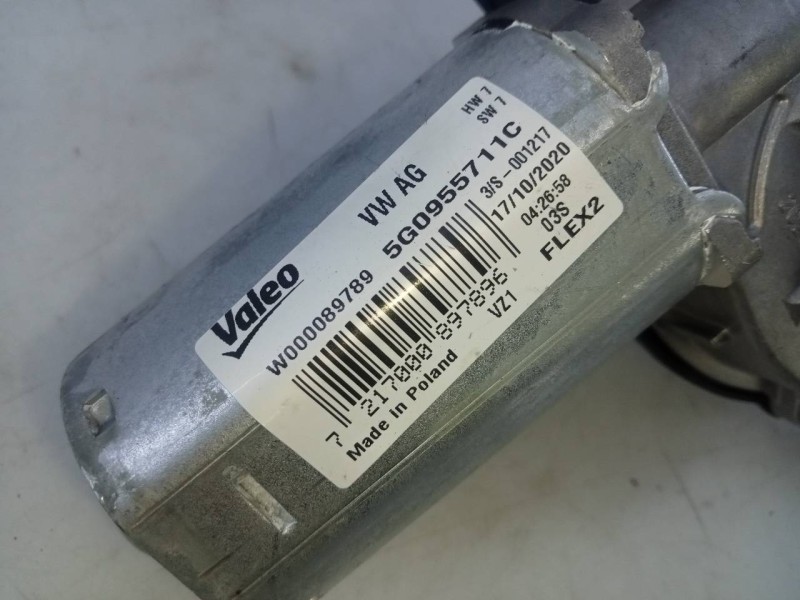 Valeo
VW AG
HW 7
SW 7
W000089789
5G0955711C
3/S-001217
17/10/2020
04:26:58
03S
FLEX2
7 217000 897896
VZ1
Made in Poland